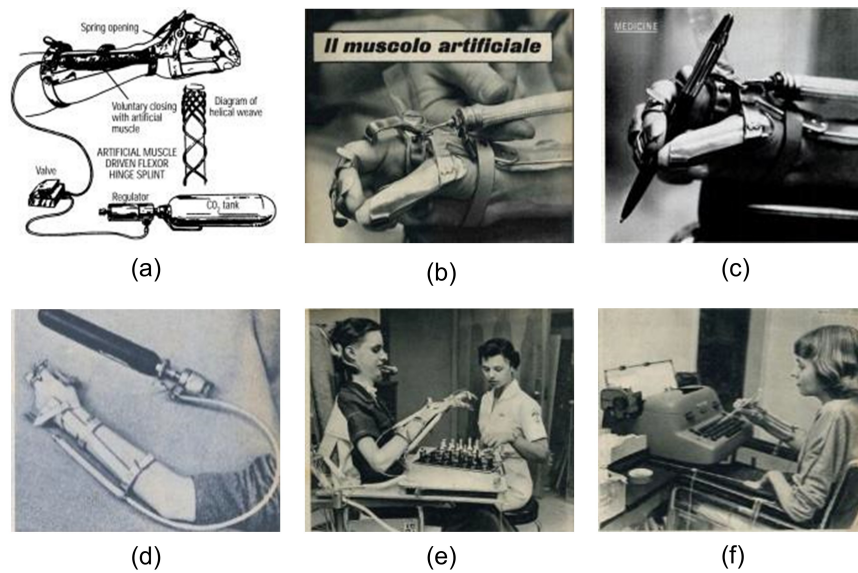 Spring opening
Voluntary closing
with artificial
muscle
Diagram of
helical weave
ARTIFICIAL MUSCLE
DRIVEN FLEXOR
HINGE SPLINT
Valve
Regulator
CO₂ tank
(a)
Il muscolo artificiale
(b)
MEDICINE
(c)
(d)
(e)
(f)